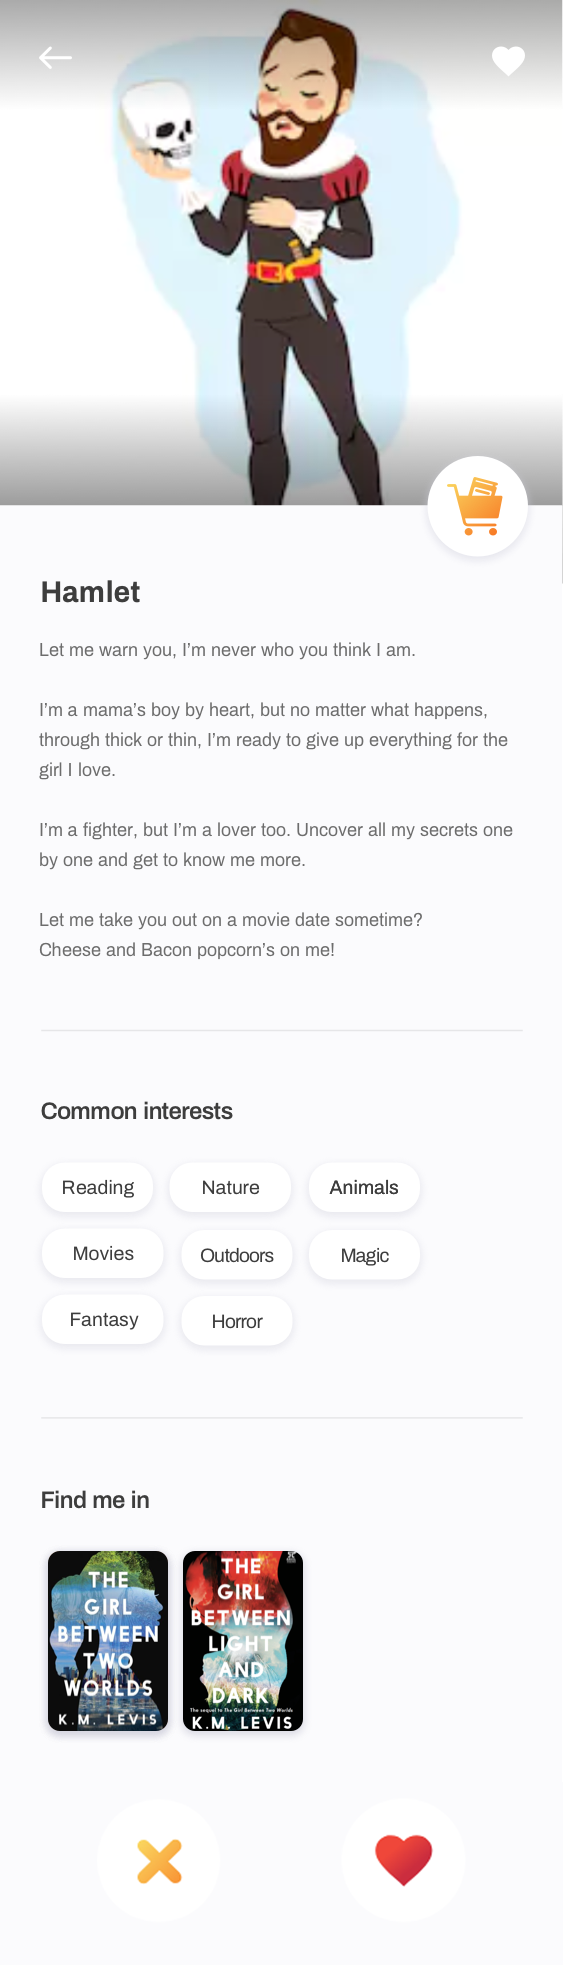 Hamlet
Let me warn you, I’m never who you think I am.
I’m a mama’s boy by heart, but no matter what happens,
through thick or thin, I’m ready to give up everything for the
girl I love.
I’m a fighter, but I’m a lover too. Uncover all my secrets one
by one and get to know me more.
Let me take you out on a movie date sometime?
Cheese and Bacon popcorn’s on me!
Common interests
Reading
Nature
Animals
Movies
Outdoors
Magic
Fantasy
Horror
Find me in
THE
GIRL
BETWEEN
TWO
WORLDS
K.M. LEVIS
THE
GIRL
BETWEEN
LIGHT
AND
DARK
The sequel to The Girl Between Two Worlds
K.M. LEVIS